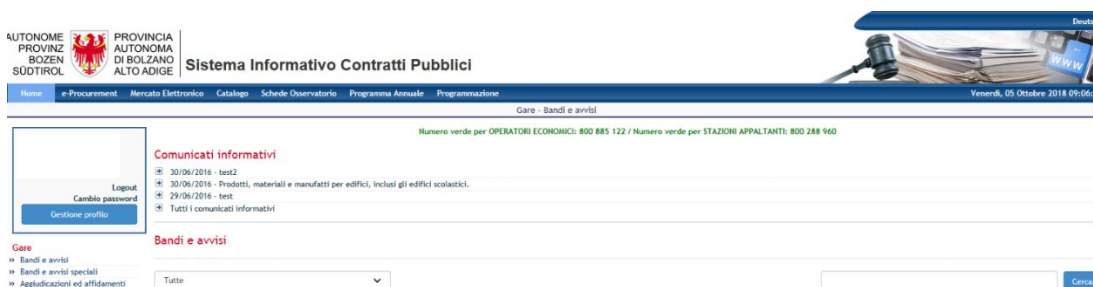 AUTONOME
PROVINZ
BOZEN
SÜDTIROL
PROVINCIA
AUTONOMA
DI BOLZANO
ALTO ADIGE
Sistema Informativo Contratti Pubblici
Deuts
WWW
Home e-Procurement Mercato Elettronico Catalogo Schede Osservatorio Programma Annuale Programmazione Venerdì, 05 Ottobre 2018 09:06:
Gare - Bandi e avvisi
Numero verde per OPERATORI ECONOMICI: 800 885 122 / Numero verde per STAZIONI APPALTANTI: 800 288 960
Logout
Cambio password
Gestione profilo
Comunicati informativi
30/06/2016 - test2
30/06/2016 - Prodotti, materiali e manufatti per edifici, inclusi gli edifici scolastici.
29/06/2016 - test
Tutti i comunicati informativi
Gare
» Bandi e avvisi
» Bandi e avvisi speciali
» Aggiudicazioni ed affidamenti
Bandi e avvisi
Tutte
Cerca